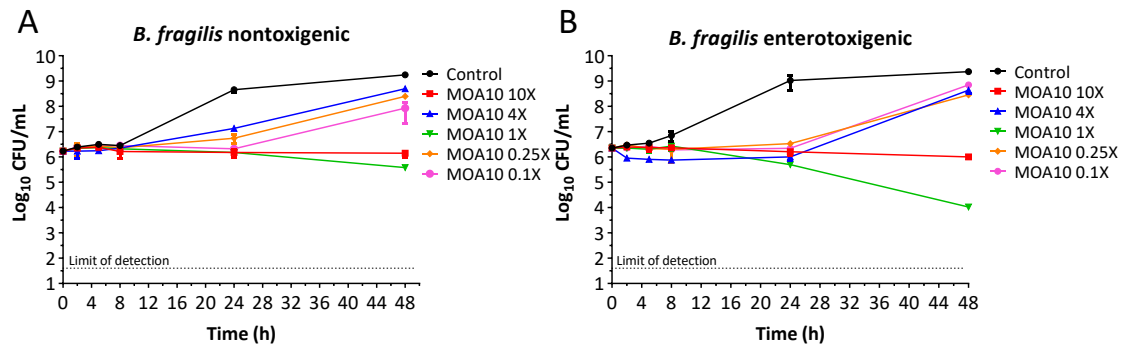 A
B. fragilis nontoxigenic
Log10 CFU/mL
10
9
8
7
6
5
4
3
2
1
Limit of detection
0 4 8 12 16 20 24 28 32 36 40 44 48
Time (h)
Control
MOA10 10X
MOA10 4X
MOA10 1X
MOA10 0.25X
MOA10 0.1X
B
B. fragilis enterotoxigenic
Log10 CFU/mL
10
9
8
7
6
5
4
3
2
1
Limit of detection
0 4 8 12 16 20 24 28 32 36 40 44 48
Time (h)
Control
MOA10 10X
MOA10 4X
MOA10 1X
MOA10 0.25X
MOA10 0.1X